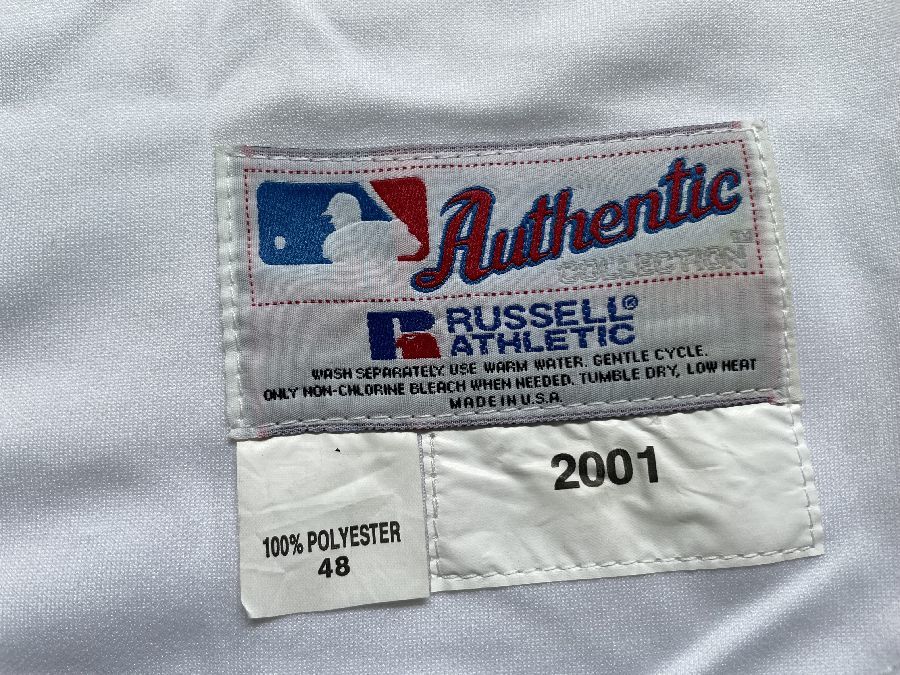 Authentic
COLLECTION™
RUSSELL®
ATHLETIC
WASH SEPARATELY. USE WARM WATER. GENTLE CYCLE.
ONLY NON-CHLORINE BLEACH WHEN NEEDED. TUMBLE DRY, LOW HEAT
MADE IN U.S.A.
2001
100% POLYESTER
48